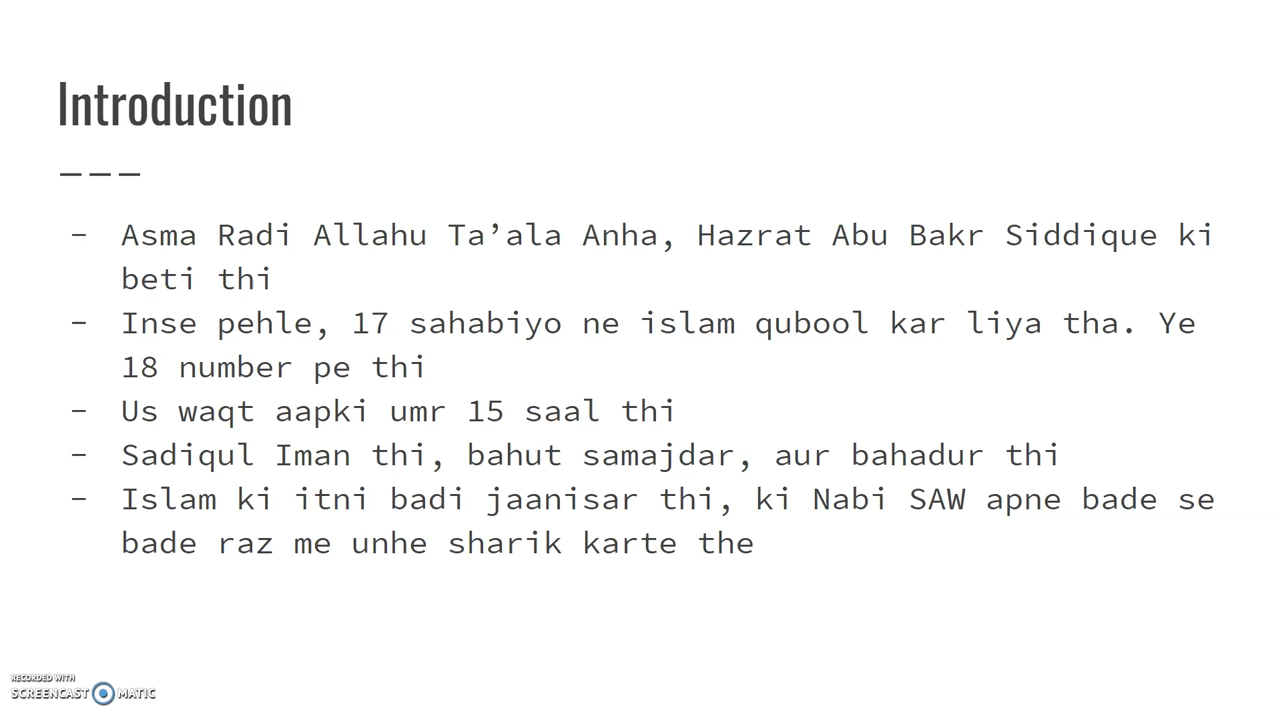 Introduction
---
- Asma Radi Allahu Ta’ala Anha, Hazrat Abu Bakr Siddique ki
beti thi
- Inse pehle, 17 sahabiyo ne islam qubool kar liya tha. Ye
18 number pe thi
- Us waqt aapki umr 15 saal thi
- Sadiqul Iman thi, bahut samajdar, aur bahadur thi
- Islam ki itni badi jaanisar thi, ki Nabi SAW apne bade se
bade raz me unhe sharik karte the
RECORDED WITH
SCREENCAST MATIC